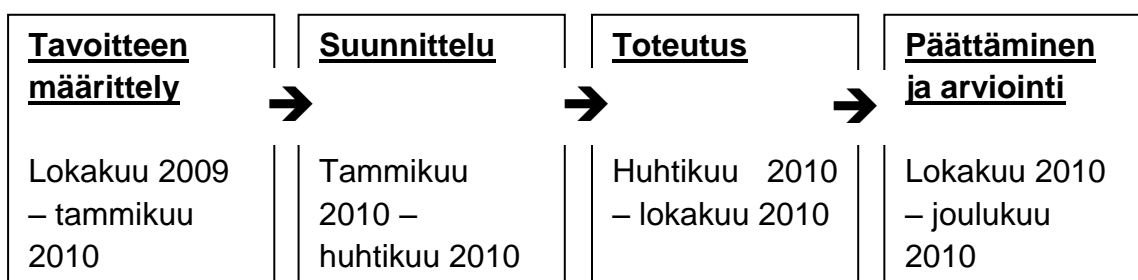 Tavoitteen
määrittely
Lokakuu 2009
– tammikuu
2010
Suunnittelu
Tammikuu
2010 –
huhtikuu 2010
Toteutus
Huhtikuu 2010
– lokakuu 2010
Päättäminen
ja arviointi
Lokakuu 2010
– joulukuu
2010